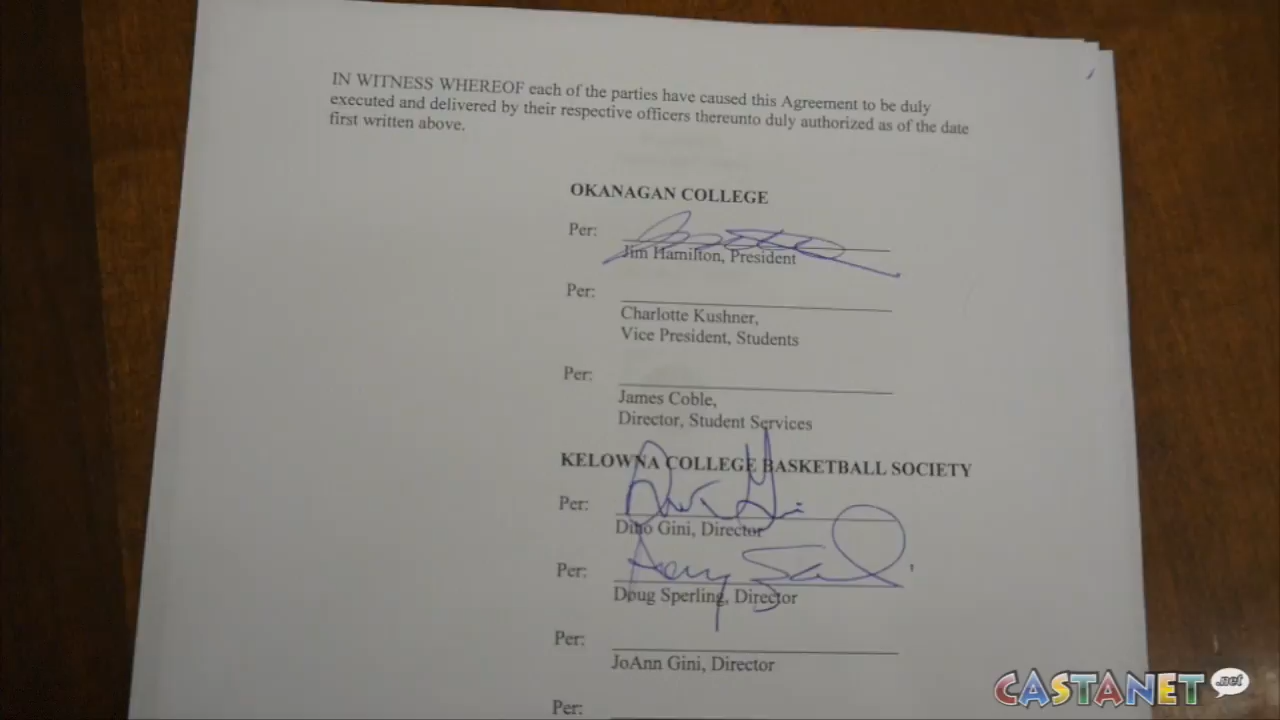 IN WITNESS WHEREOF each of the parties have caused this Agreement to be duly
executed and delivered by their respective officers thereunto duly authorized as of the date
first written above.
OKANAGAN COLLEGE
Per:
Jim Hamilton, President
Per:
Charlotte Kushner,
Vice President, Students
Per:
James Coble,
Director, Student Services
KELOWNA COLLEGE BASKETBALL SOCIETY
Per:
Dino Gini, Director
Per:
Doug Sperling, Director
Per:
JoAnn Gini, Director
Per:
CASTANET.net